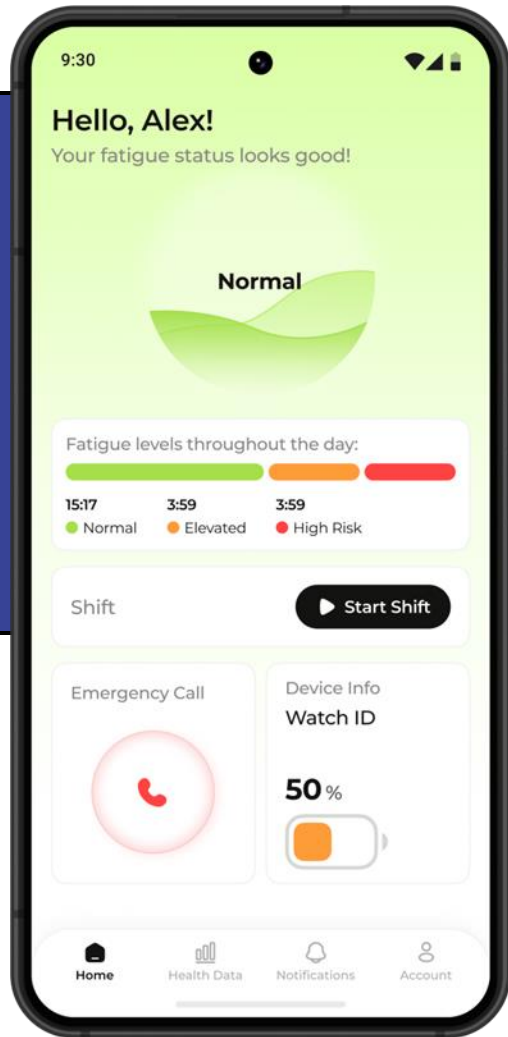 9:30
Hello, Alex!
Your fatigue status looks good!
Normal
Fatigue levels throughout the day:
15:17 3:59 3:59
Normal Elevated High Risk
Shift Start Shift
Emergency Call
Device Info
Watch ID
50 %
Home Health Data Notifications Account